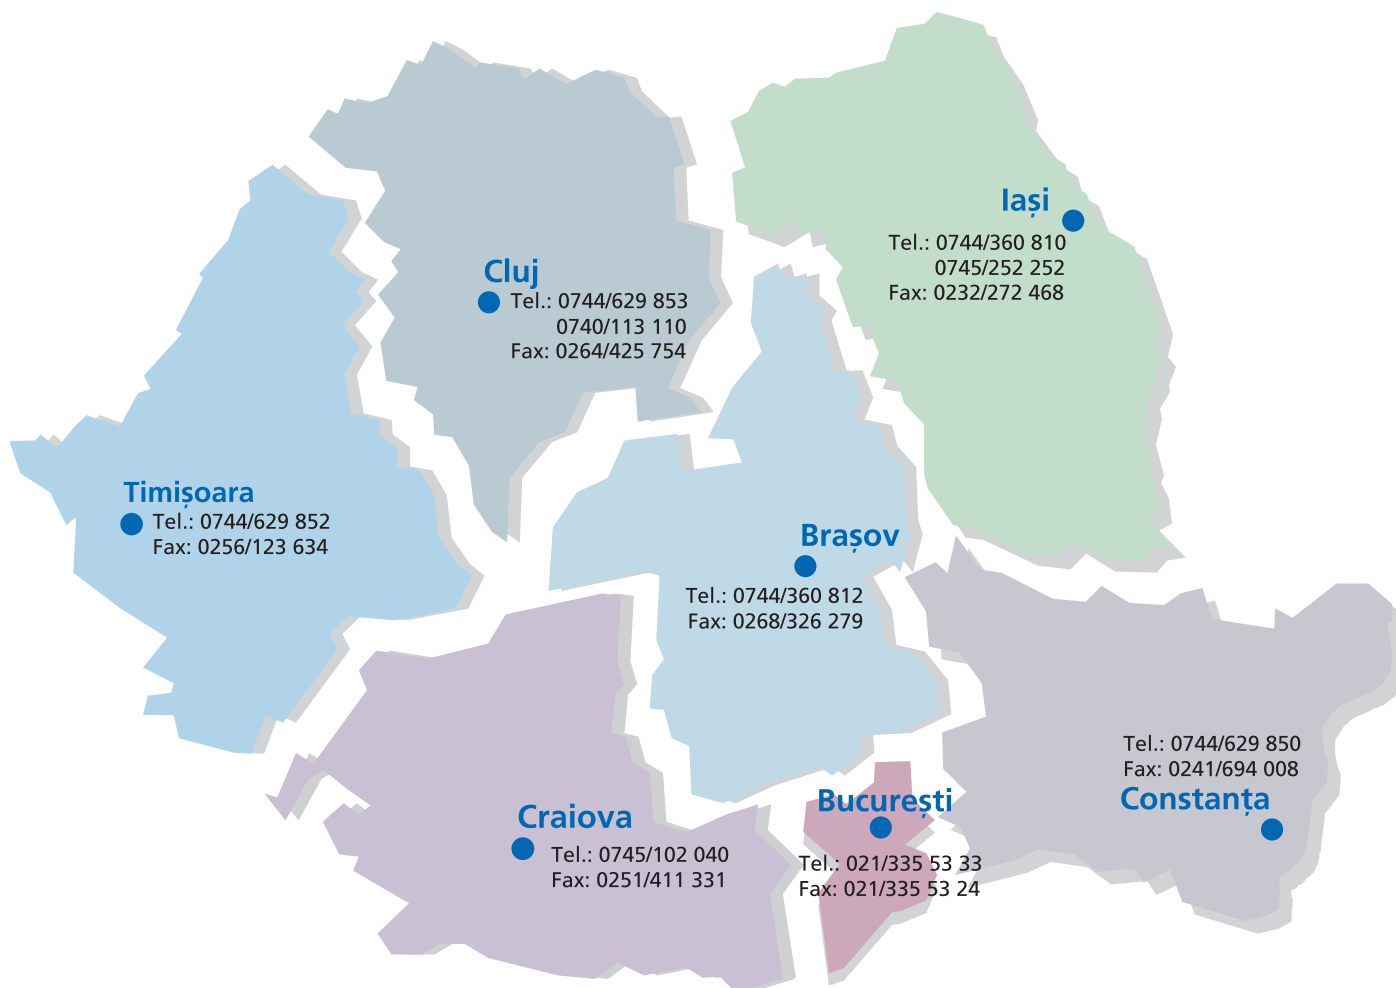 Iași
Tel.: 0744/360 810
0745/252 252
Fax: 0232/272 468
Cluj
Tel.: 0744/629 853
0740/113 110
Fax: 0264/425 754
Timișoara
Tel.: 0744/629 852
Fax: 0256/123 634
Brașov
Tel.: 0744/360 812
Fax: 0268/326 279
Tel.: 0744/629 850
Fax: 0241/694 008
Constanța
Craiova
Tel.: 0745/102 040
Fax: 0251/411 331
București
Tel.: 021/335 53 33
Fax: 021/335 53 24